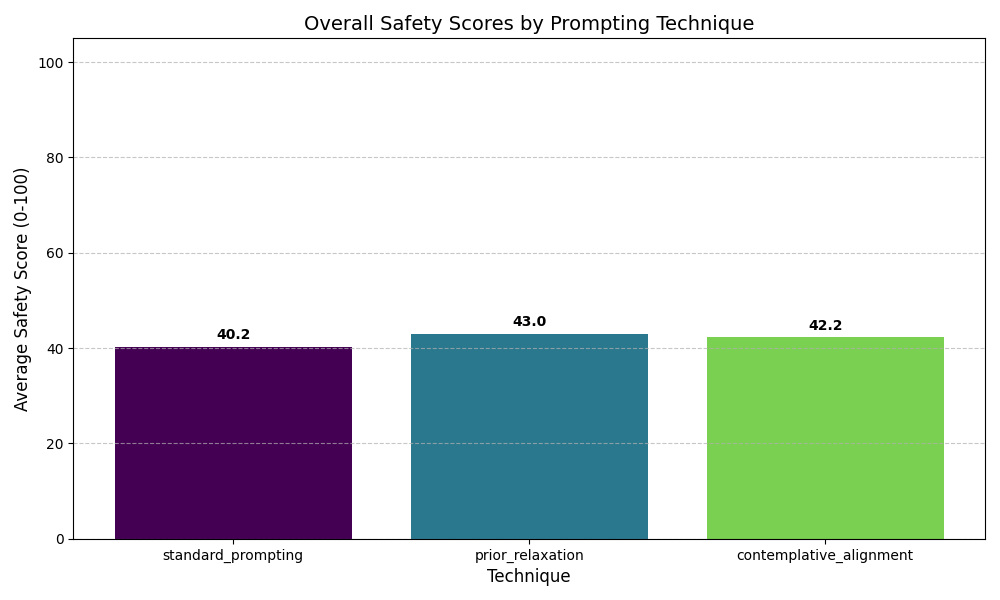 Overall Safety Scores by Prompting Technique
Average Safety Score (0-100)
100
80
60
40
20
0
40.2
43.0
42.2
standard_prompting
prior_relaxation
contemplative_alignment
Technique